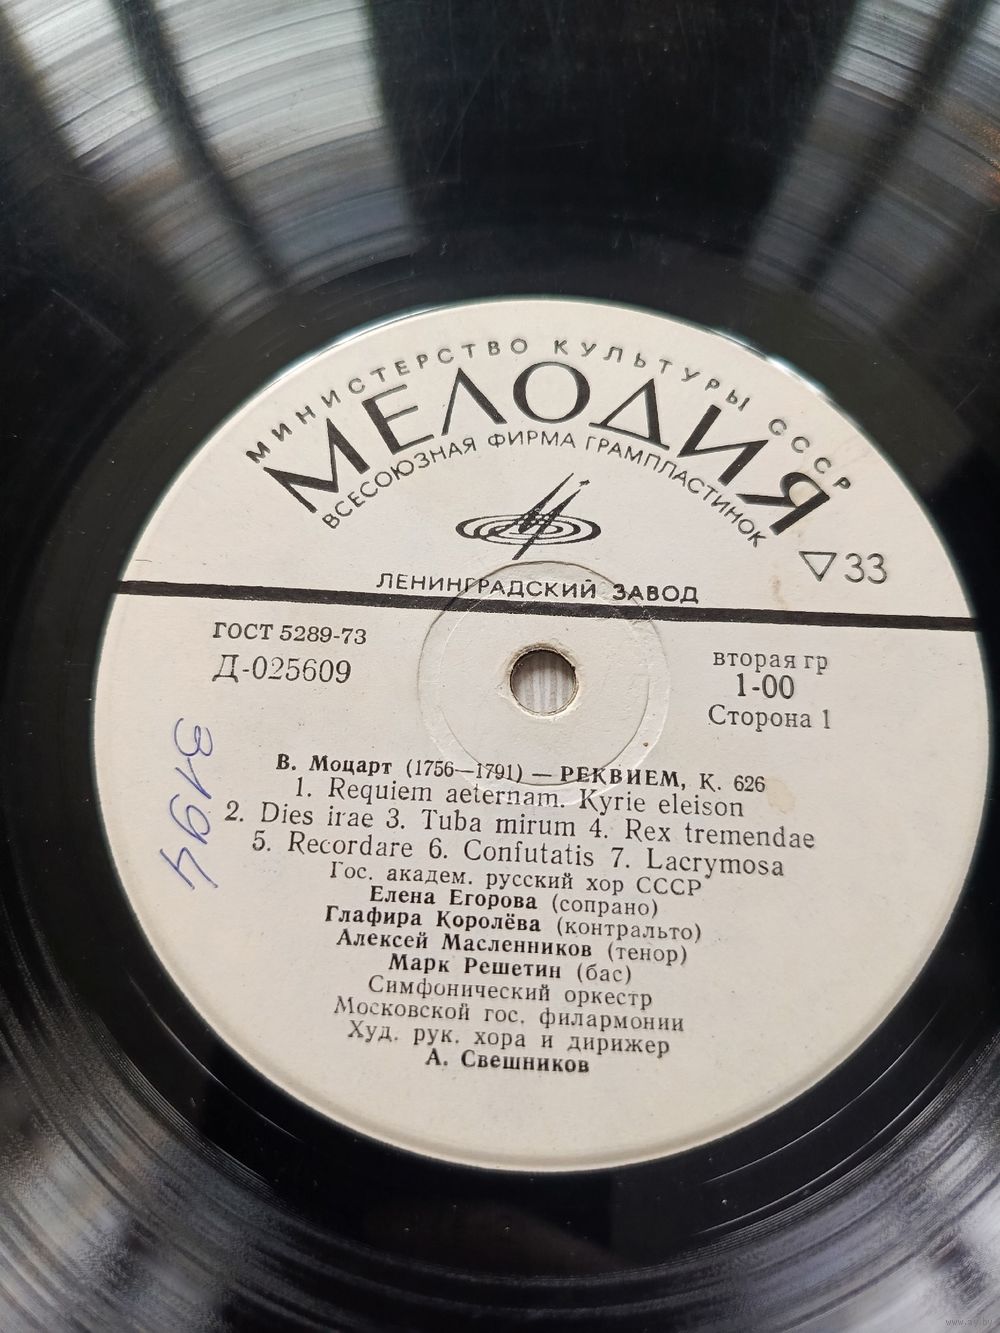 МИНИСТЕРСТВО КУЛЬТУРЫ СССР
МЕЛОДИЯ
ВСЕСОЮЗНАЯ ФИРМА ГРАМПЛАСТИНОК
М
▽33
ЛЕНИНГРАДСКИЙ ЗАВОД
ГОСТ 5289-73
Д-025609
вторая гр
1-00
Сторона 1
3194
В. Моцарт (1756—1791) — РЕКВИЕМ, К. 626
1. Requiem aeternam. Kyrie eleison
2. Dies irae 3. Tuba mirum 4. Rex tremendae
5. Recordare 6. Confutatis 7. Lacrymosa
Гос. академ. русский хор СССР
Елена Егорова (сопрано)
Глафира Королёва (контральто)
Алексей Масленников (тенор)
Марк Решетин (бас)
Симфонический оркестр
Московской гос. филармонии
Худ. рук. хора и дирижер
А. Свешников
www.ay.by